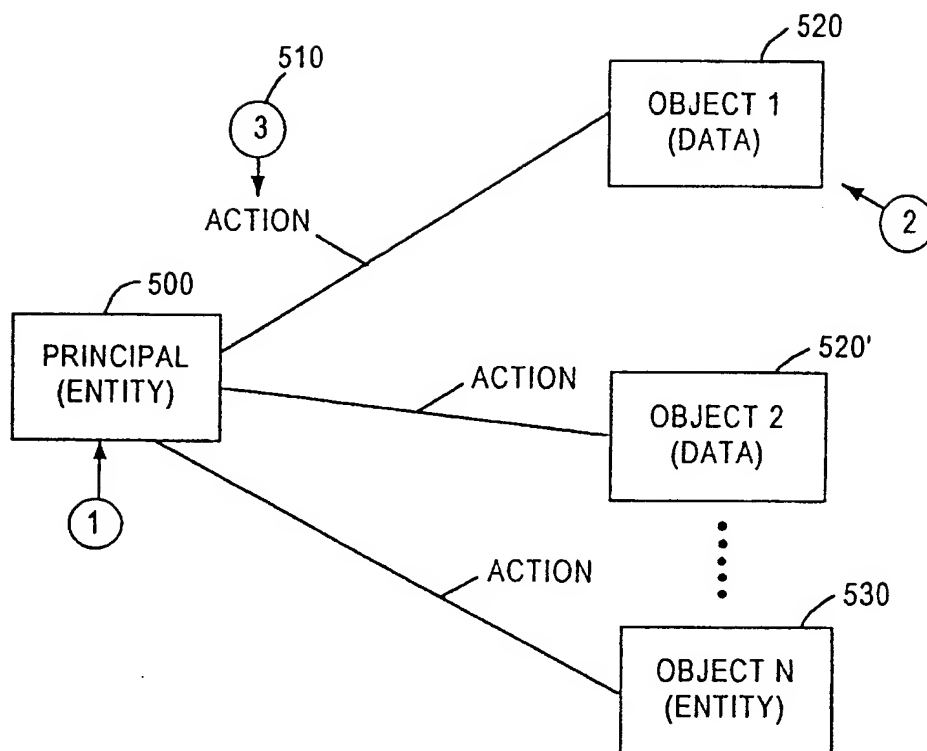 510
520
3
OBJECT 1
(DATA)
ACTION
2
500
PRINCIPAL
(ENTITY)
ACTION
520'
OBJECT 2
(DATA)
1
ACTION
530
OBJECT N
(ENTITY)